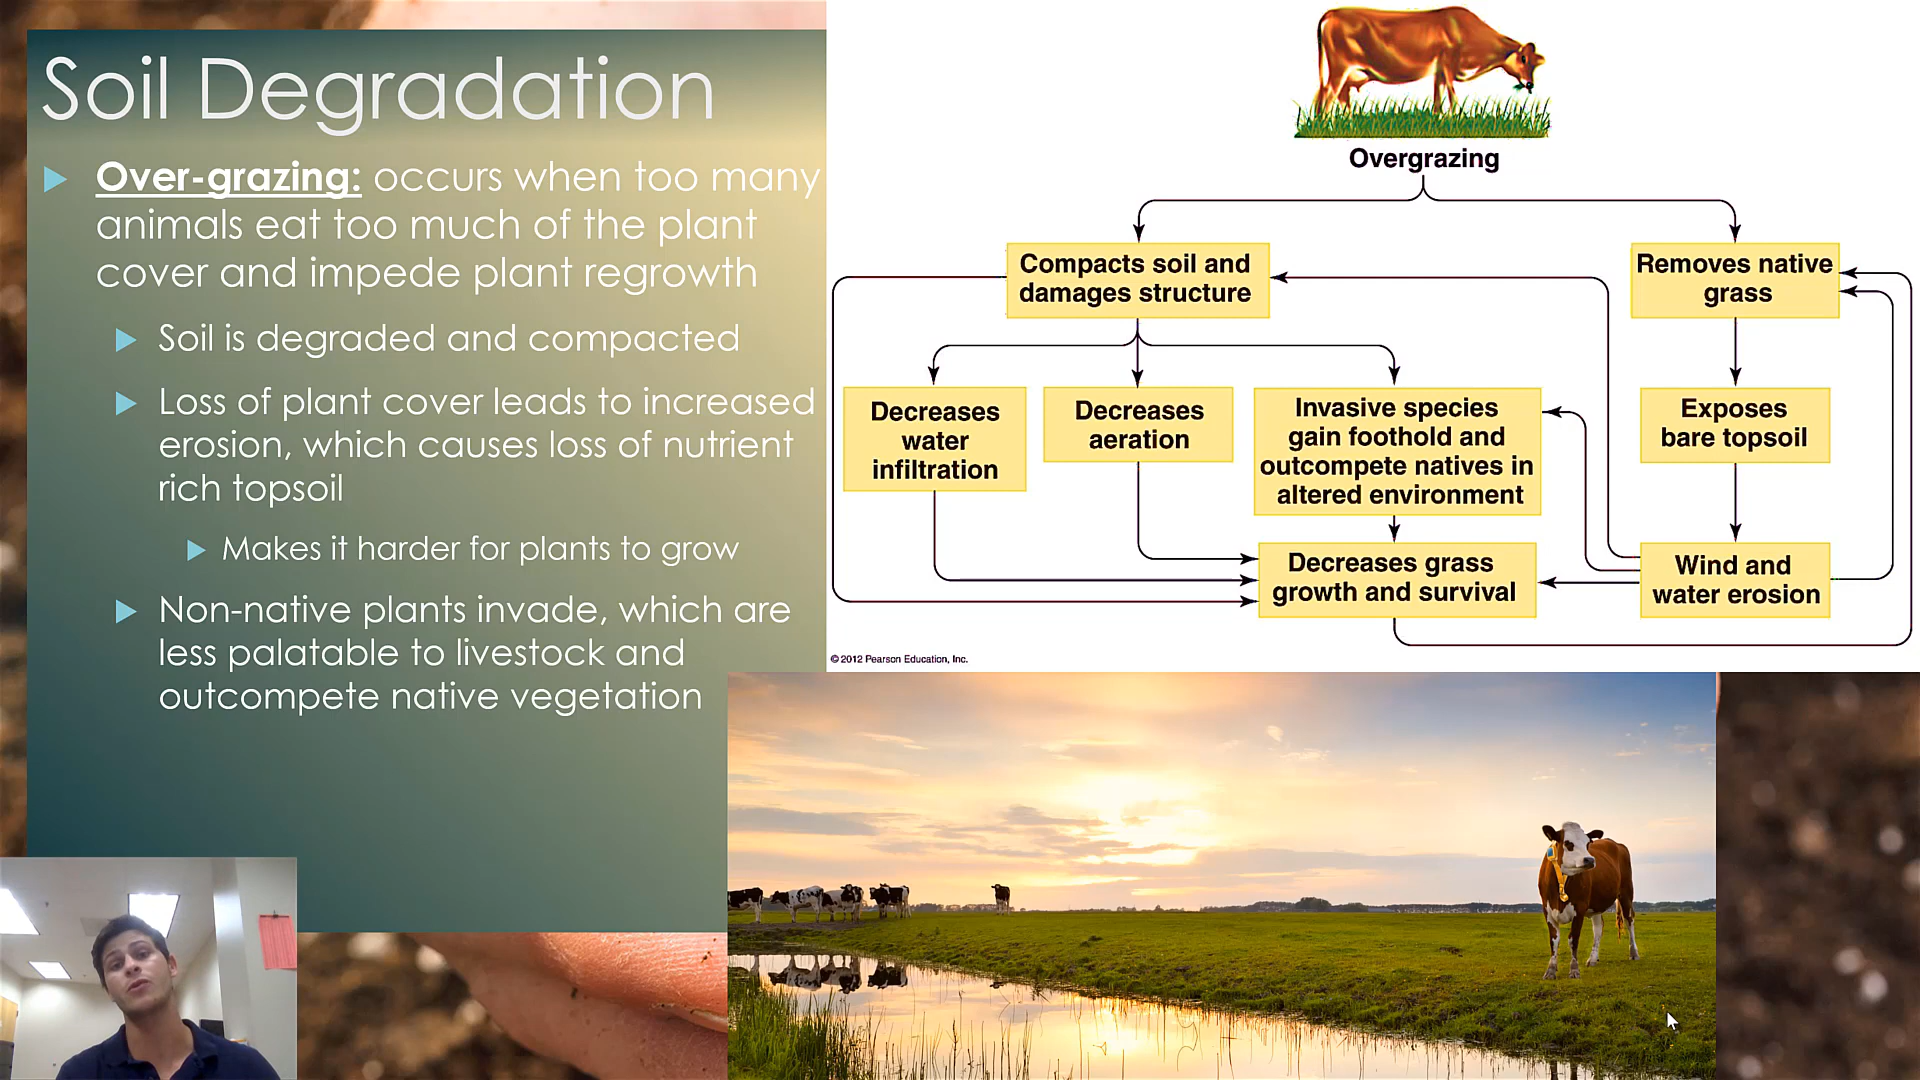 Soil Degradation
Over-grazing: occurs when too many
animals eat too much of the plant
cover and impede plant regrowth
Soil is degraded and compacted
Loss of plant cover leads to increased
erosion, which causes loss of nutrient
rich topsoil
Makes it harder for plants to grow
Non-native plants invade, which are
less palatable to livestock and
outcompete native vegetation
Overgrazing
Compacts soil and
damages structure
Removes native
grass
Decreases
water
infiltration
Decreases
aeration
Invasive species
gain foothold and
outcompete natives in
altered environment
Exposes
bare topsoil
Decreases grass
growth and survival
Wind and
water erosion
© 2012 Pearson Education, Inc.